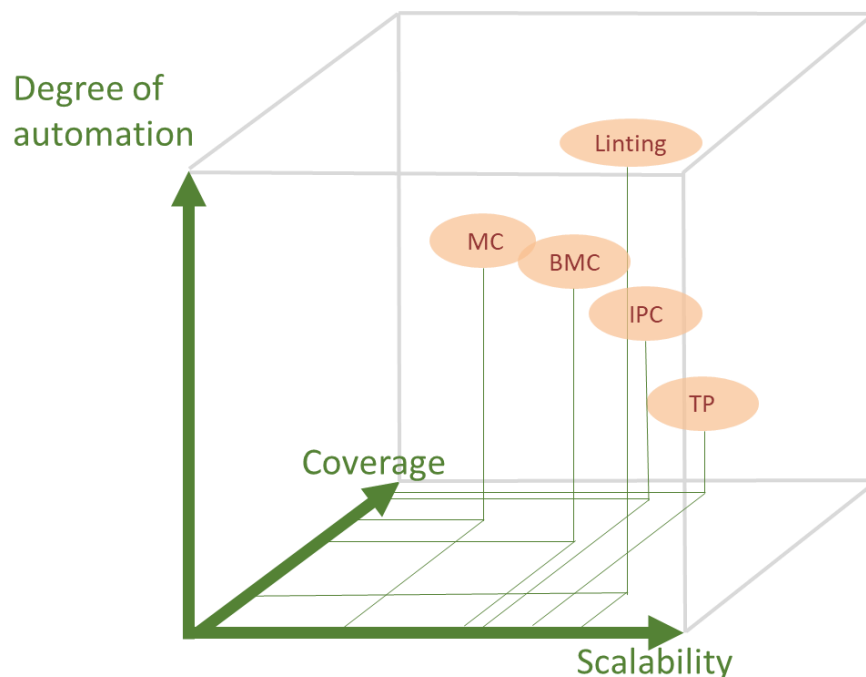 Degree of
automation
Linting
MC
BMC
IPC
TP
Coverage
Scalability